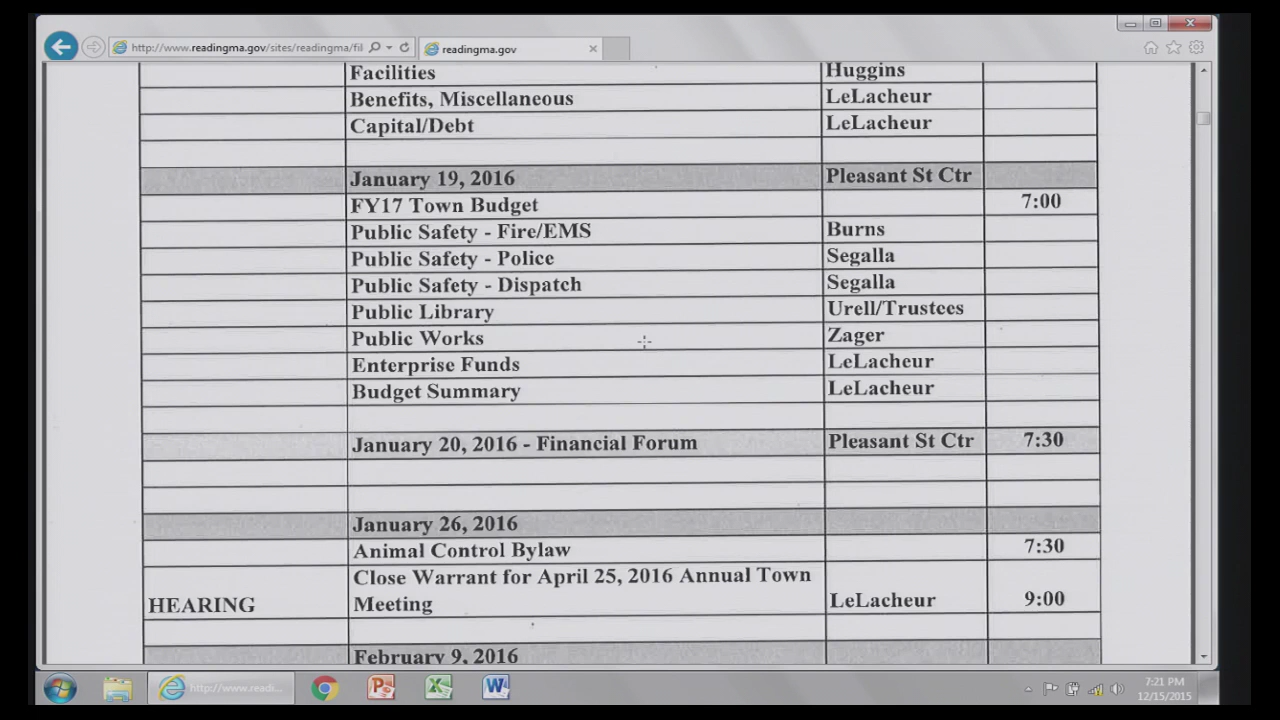 http://www.readingma.gov/sites/readingma/fil
readingma.gov
Facilities Huggins
Benefits, Miscellaneous LeLacheur
Capital/Debt LeLacheur
January 19, 2016 Pleasant St Ctr
FY17 Town Budget 7:00
Public Safety - Fire/EMS Burns
Public Safety - Police Segalla
Public Safety - Dispatch Segalla
Public Library Urell/Trustees
Public Works Zager
Enterprise Funds LeLacheur
Budget Summary LeLacheur
January 20, 2016 - Financial Forum Pleasant St Ctr 7:30
January 26, 2016
Animal Control Bylaw 7:30
Close Warrant for April 25, 2016 Annual Town
HEARING Meeting LeLacheur 9:00
February 9, 2016
http://www.readi...
7:21 PM
12/15/2015